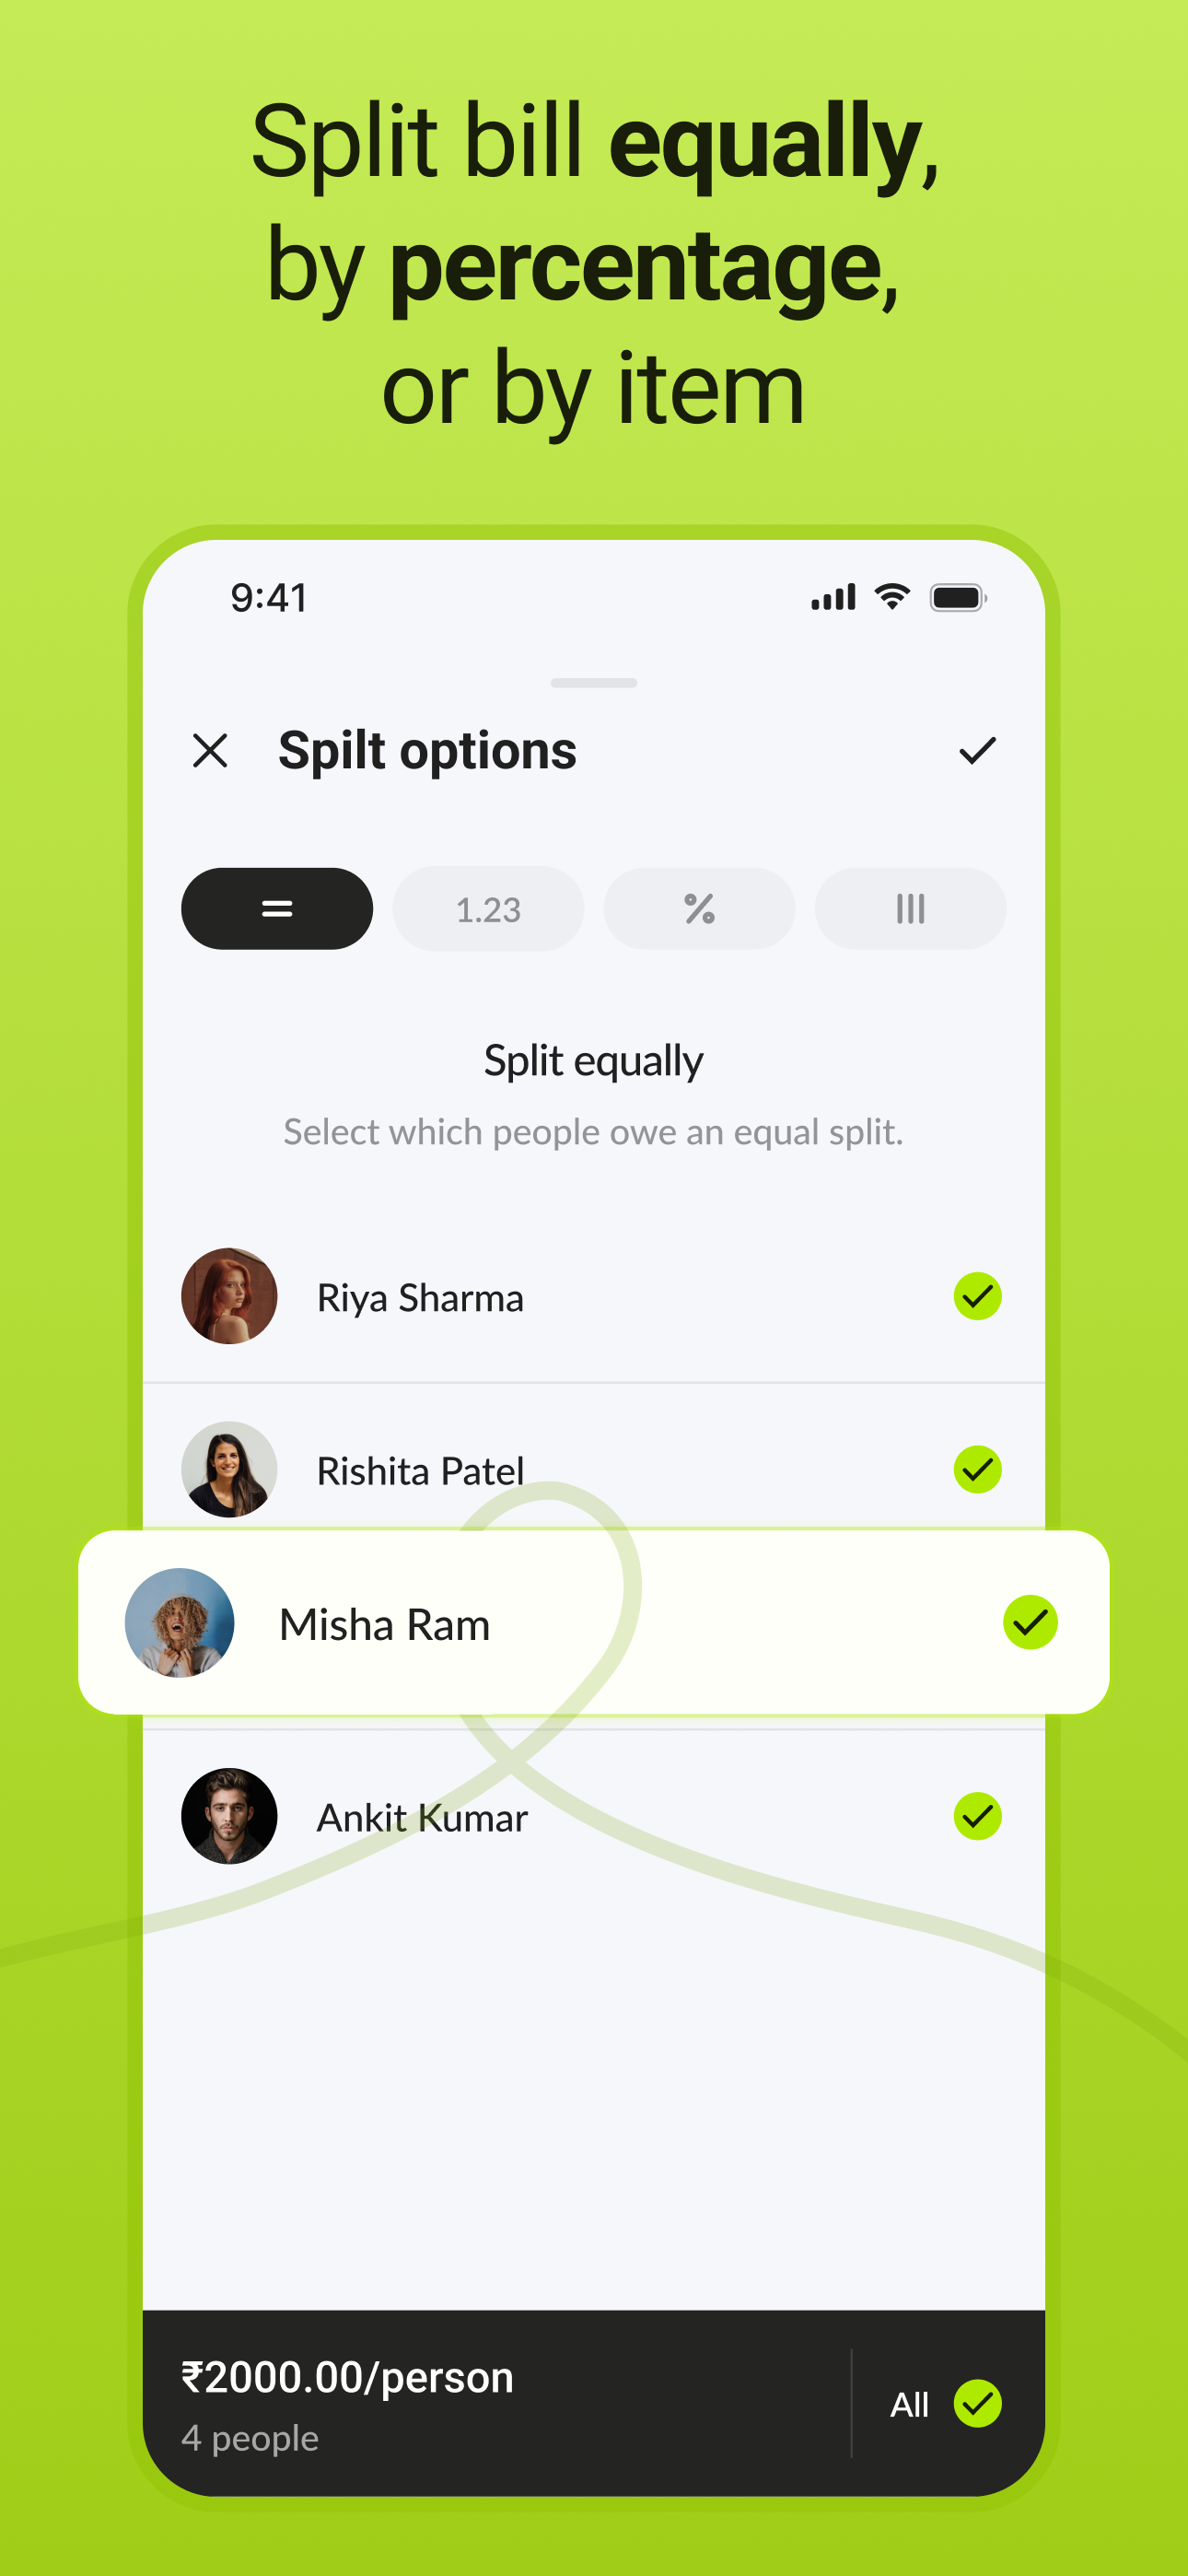 Split bill equally,
by percentage,
or by item
9:41
Spilt options
=
1.23
%
Split equally
Select which people owe an equal split.
Riya Sharma
Rishita Patel
Misha Ram
Ankit Kumar
₹2000.00/person
4 people
All